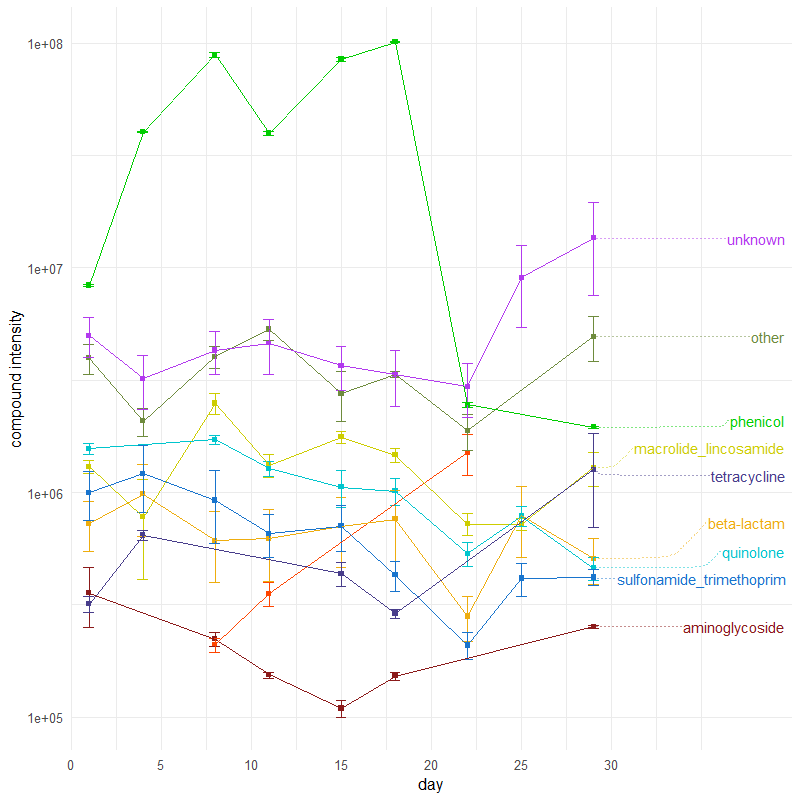 1e+08
1e+07
1e+06
1e+05
compound intensity
unknown
other
phenicol
macrolide_lincosamide
tetracycline
beta-lactam
quinolone
sulfonamide_trimethoprim
aminoglycoside
0 5 10 15 20 25 30
day